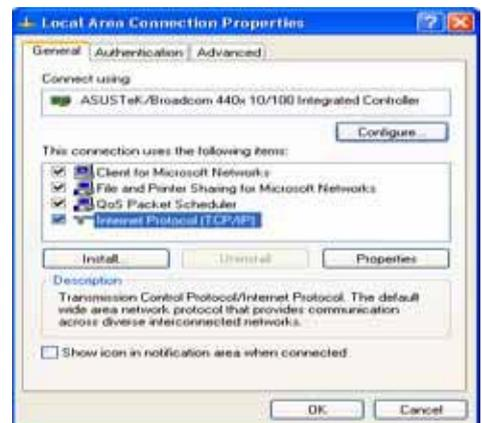 Local Area Connection Properties
General Authentication Advanced
Connect using
ASUSTeK/Broadcom 440x 10/100 Integrated Controller
Configure...
This connection uses the following items:
Client for Microsoft Networks
File and Printer Sharing for Microsoft Networks
QoS Packet Scheduler
Internet Protocol (TCP/IP)
Install... Uninstall Properties
Description
Transmission Control Protocol/Internet Protocol. The default
wide area network protocol that provides communication
across diverse interconnected networks.
Show icon in notification area when connected
OK Cancel